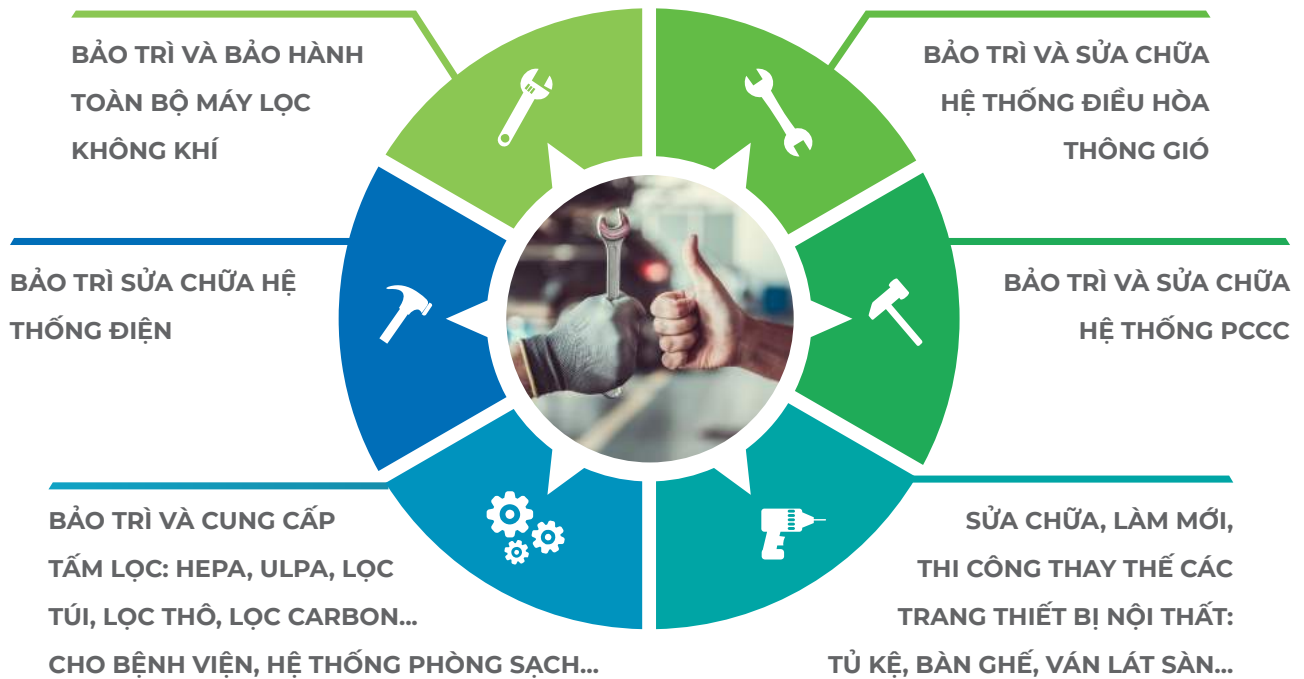 BẢO TRÌ VÀ BẢO HÀNH
TOÀN BỘ MÁY LỌC
KHÔNG KHÍ
BẢO TRÌ VÀ SỬA CHỮA
HỆ THỐNG ĐIỀU HÒA
THÔNG GIÓ
BẢO TRÌ SỬA CHỮA HỆ
THỐNG ĐIỆN
BẢO TRÌ VÀ SỬA CHỮA
HỆ THỐNG PCCC
BẢO TRÌ VÀ CUNG CẤP
TẤM LỌC: HEPA, ULPA, LỌC
TÚI, LỌC THÔ, LỌC CARBON...
CHO BỆNH VIỆN, HỆ THỐNG PHÒNG SẠCH...
SỬA CHỮA, LÀM MỚI,
THI CÔNG THAY THẾ CÁC
TRANG THIẾT BỊ NỘI THẤT:
TỦ KỆ, BÀN GHẾ, VÁN LÁT SÀN...